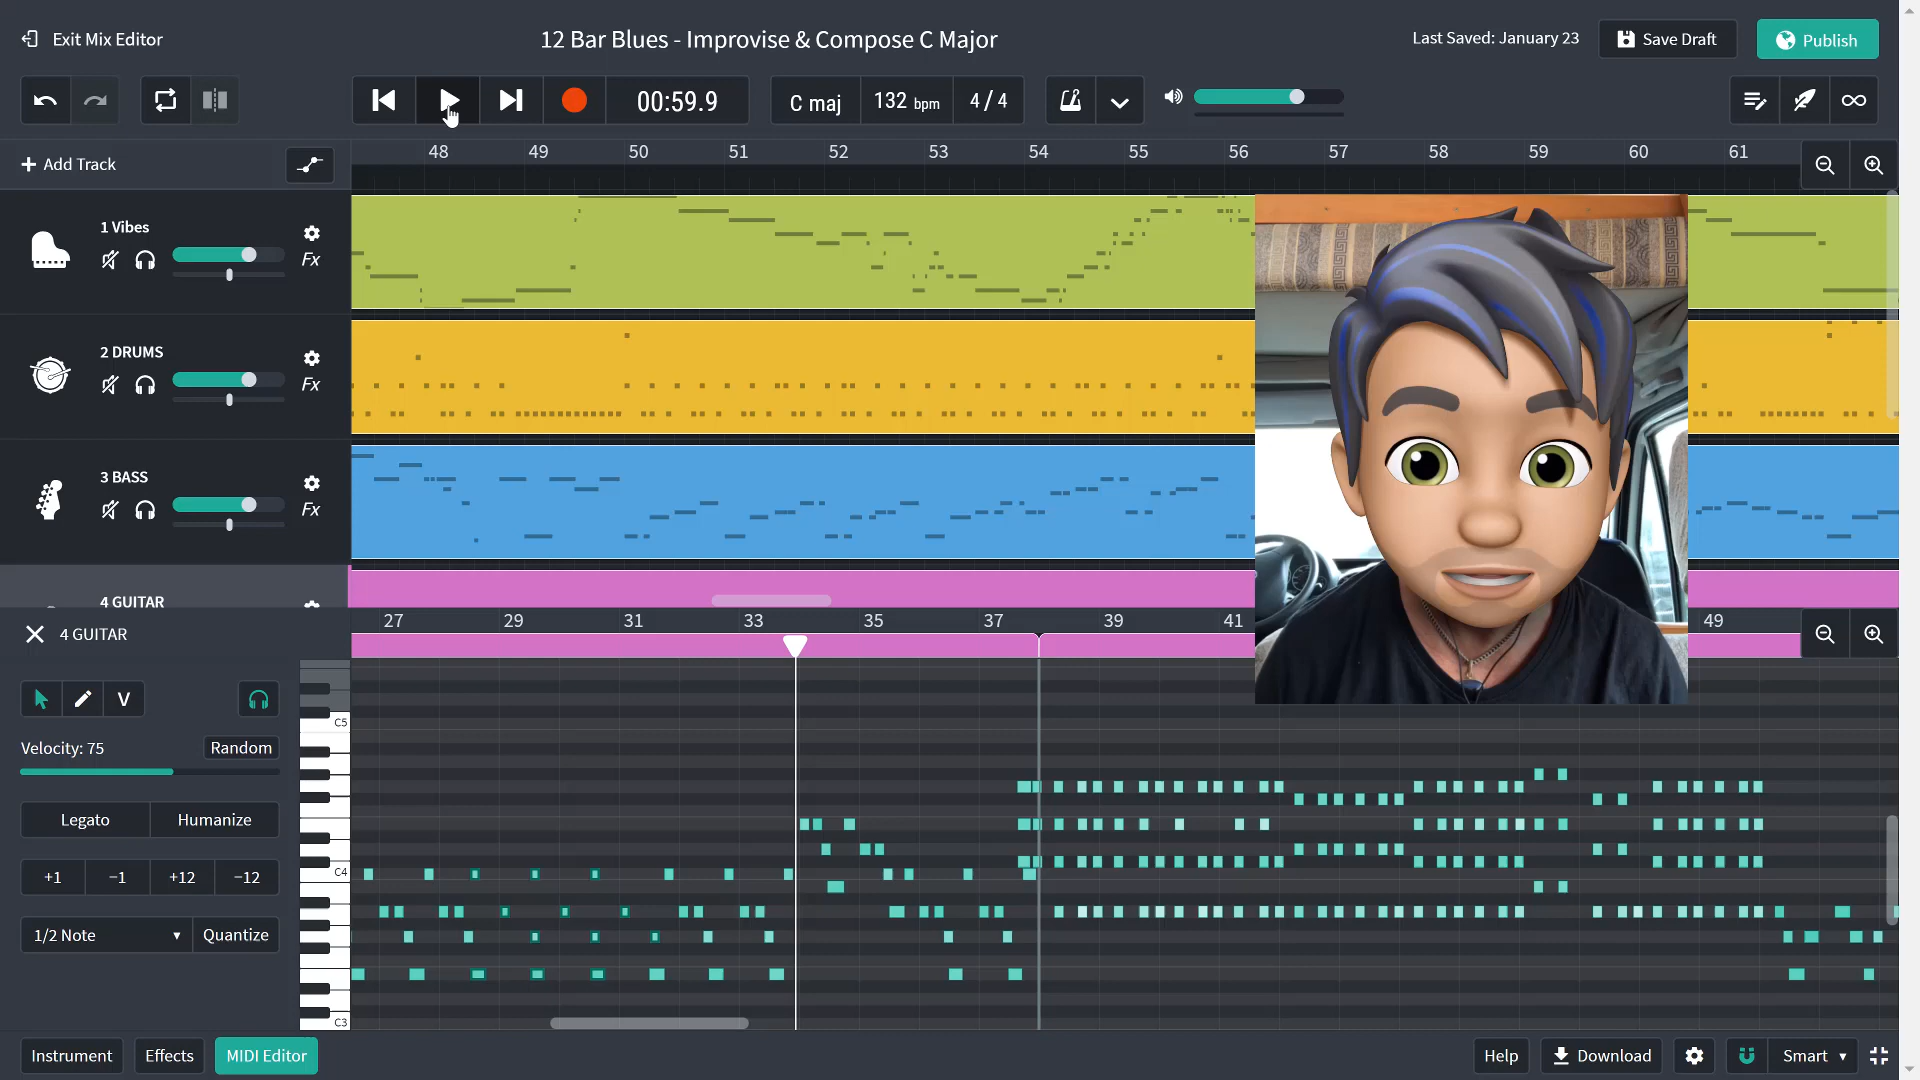 Exit Mix Editor
12 Bar Blues - Improvise & Compose C Major
Last Saved: January 23
Save Draft
Publish
00:59.9
C maj
132 bpm
4 / 4
Add Track
48 49 50 51 52 53 54 55 56 57 58 59 60 61
1 Vibes
Fx
2 DRUMS
Fx
3 BASS
Fx
4 GUITAR
27 29 31 33 35 37 39 41 49
4 GUITAR
V
C5
Velocity: 75
Random
Legato
Humanize
C4
+1
−1
+12
−12
1/2 Note
Quantize
C3
Instrument
Effects
MIDI Editor
Help
Download
Smart